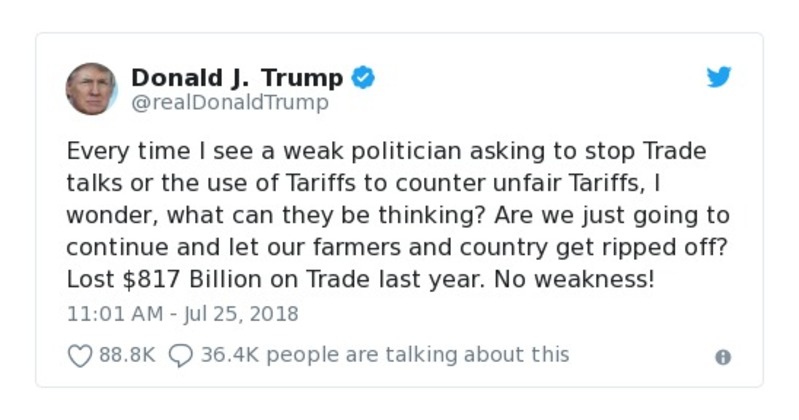 Donald J. Trump
@realDonaldTrump
Every time I see a weak politician asking to stop Trade
talks or the use of Tariffs to counter unfair Tariffs, I
wonder, what can they be thinking? Are we just going to
continue and let our farmers and country get ripped off?
Lost $817 Billion on Trade last year. No weakness!
11:01 AM - Jul 25, 2018
88.8K 36.4K people are talking about this